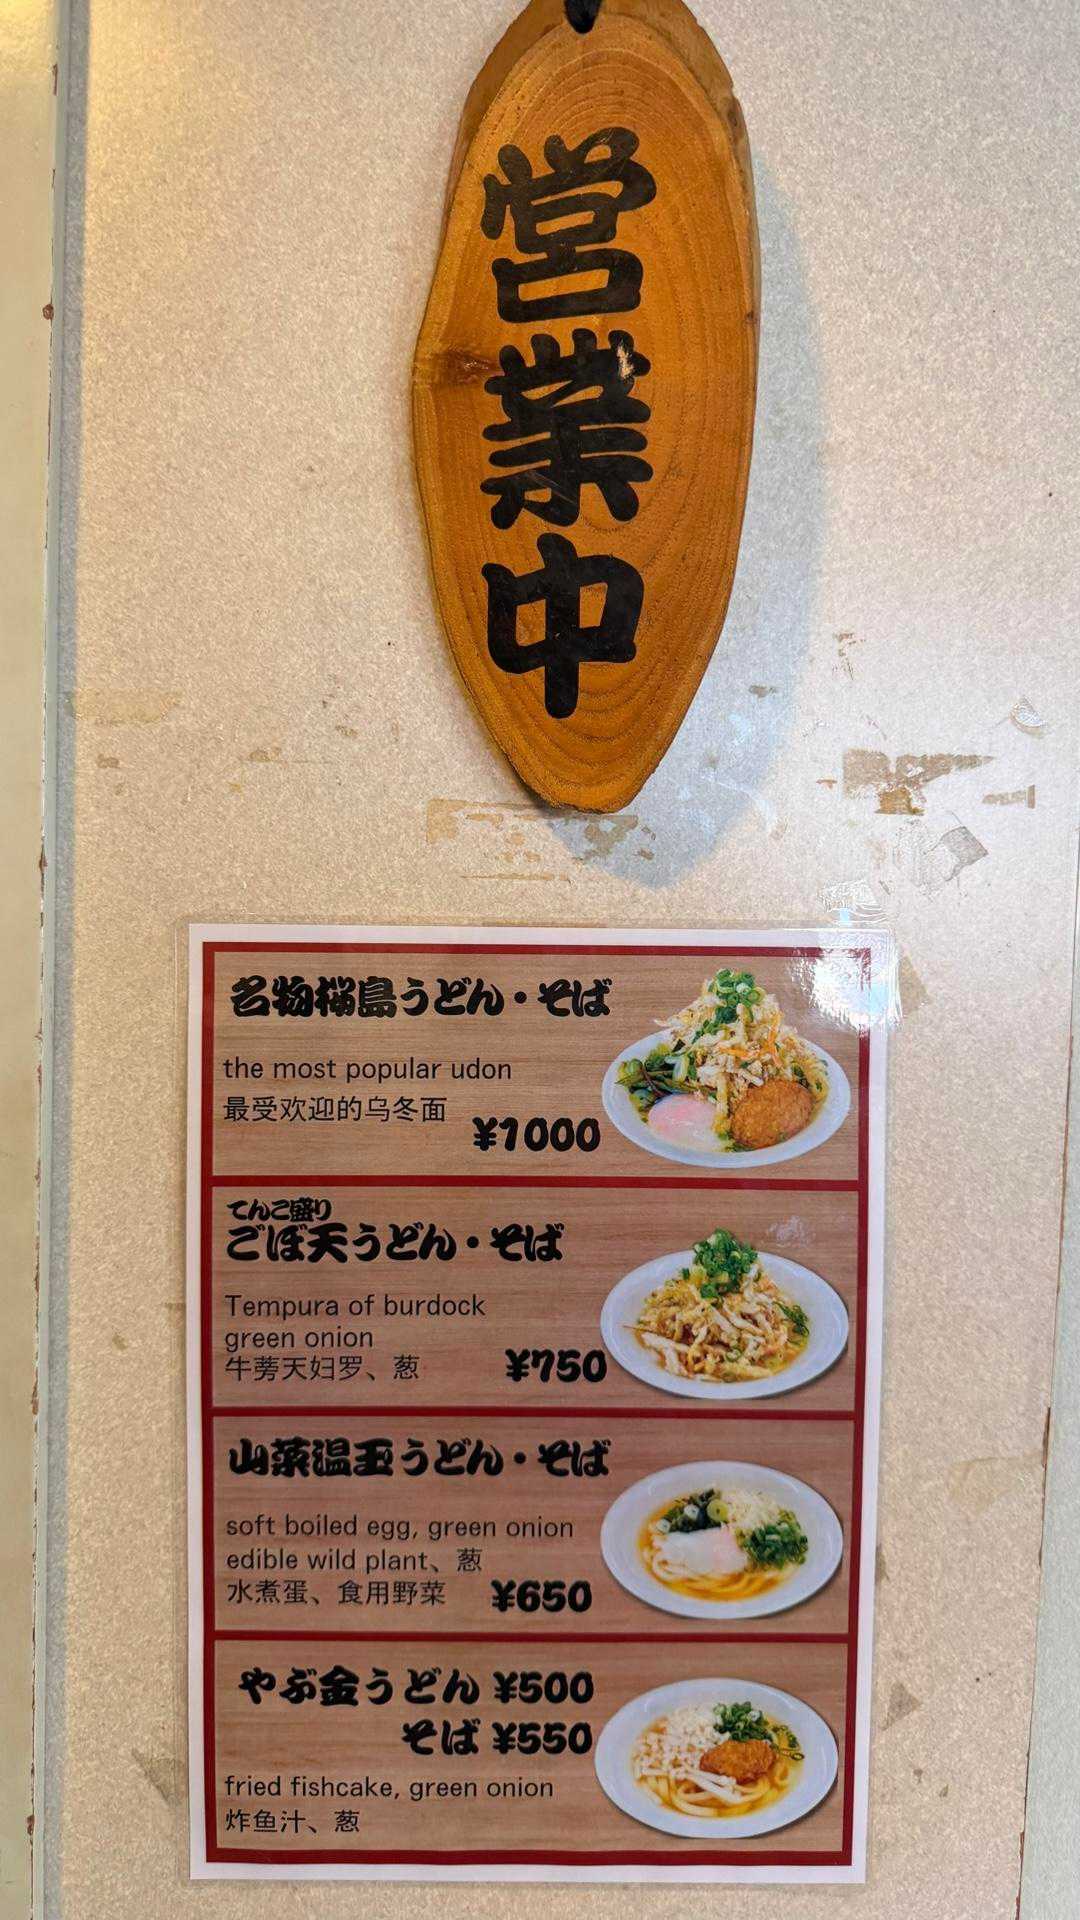 営業中
名物桜島うどん・そば
the most popular udon
最受欢迎的乌冬面
¥1000
てんこ盛り
ごぼ天うどん・そば
Tempura of burdock
green onion
牛蒡天妇罗、葱
¥750
山菜温玉うどん・そば
soft boiled egg, green onion
edible wild plant、葱
水煮蛋、食用野菜
¥650
やぶ金うどん ¥500
そば ¥550
fried fishcake, green onion
炸鱼汁、葱